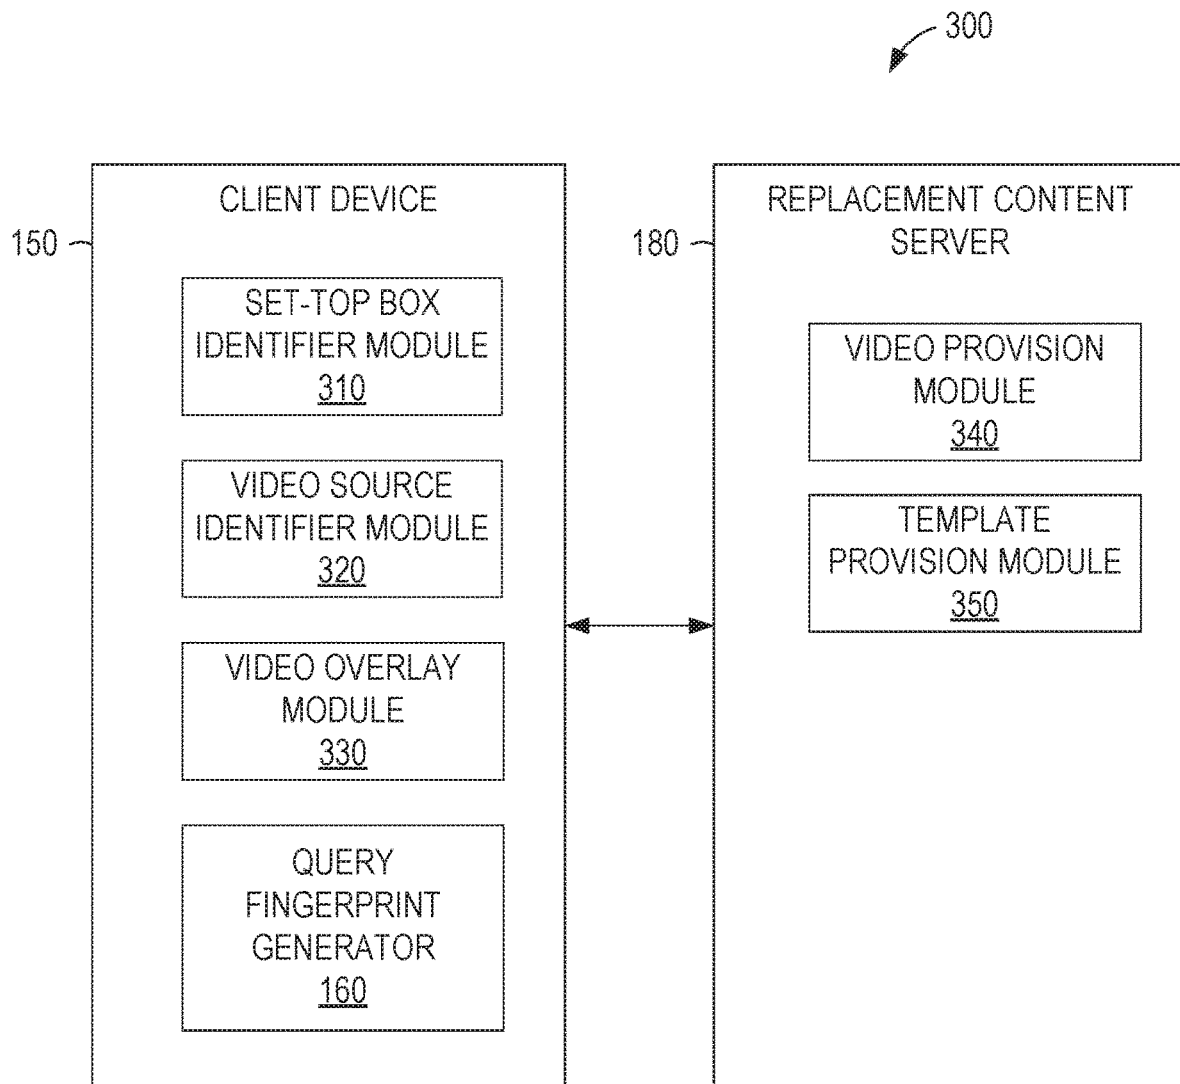 300
CLIENT DEVICE
150
SET-TOP BOX
IDENTIFIER MODULE
310
VIDEO SOURCE
IDENTIFIER MODULE
320
VIDEO OVERLAY
MODULE
330
QUERY
FINGERPRINT
GENERATOR
160
REPLACEMENT CONTENT
SERVER
180
VIDEO PROVISION
MODULE
340
TEMPLATE
PROVISION MODULE
350